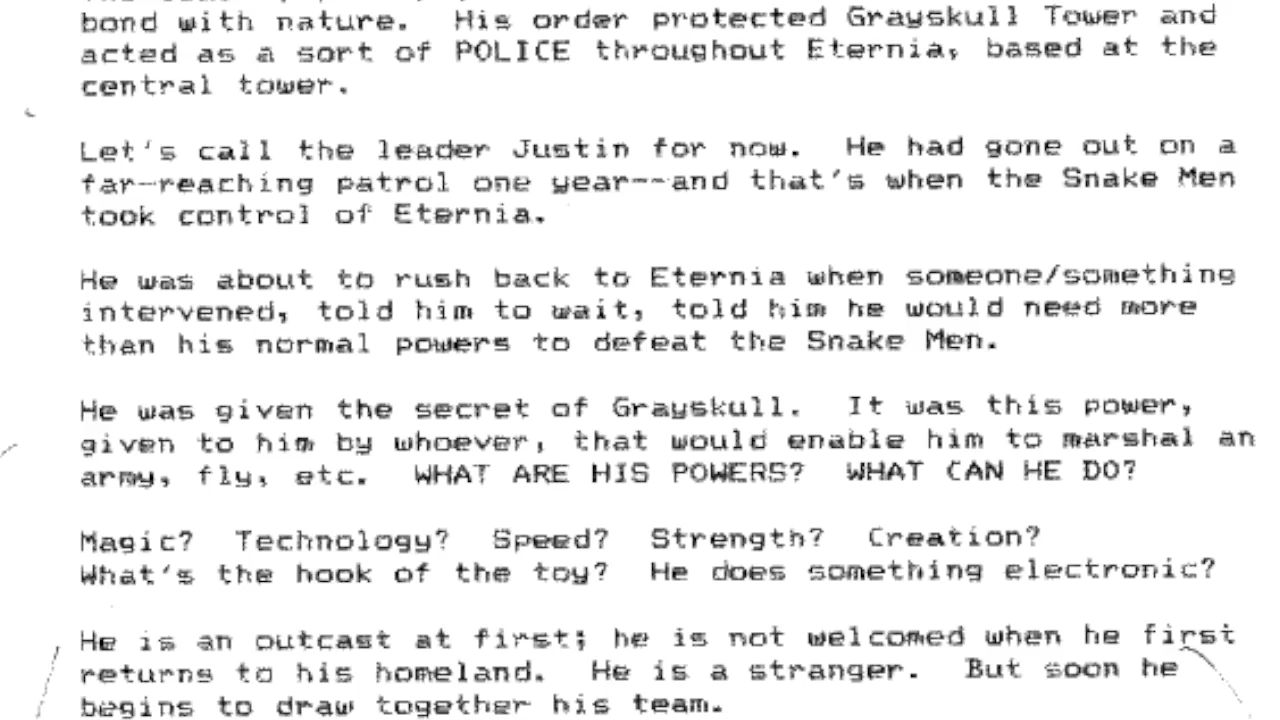 bond with nature.  His order protected Grayskull Tower and
acted as a sort of POLICE throughout Eternia, based at the
central tower.
Let's call the leader Justin for now.  He had gone out on a
far-reaching patrol one year--and that's when the Snake Men
took control of Eternia.
He was about to rush back to Eternia when someone/something
intervened, told him to wait, told him he would need more
than his normal powers to defeat the Snake Men.
He was given the secret of Grayskull.  It was this power,
given to him by whoever, that would enable him to marshal an
army, fly, etc.  WHAT ARE HIS POWERS?  WHAT CAN HE DO?
Magic?  Technology?  Speed?  Strength?  Creation?
What's the hook of the toy?  He does something electronic?
He is an outcast at first; he is not welcomed when he first
returns to his homeland.  He is a stranger.  But soon he
begins to draw together his team.